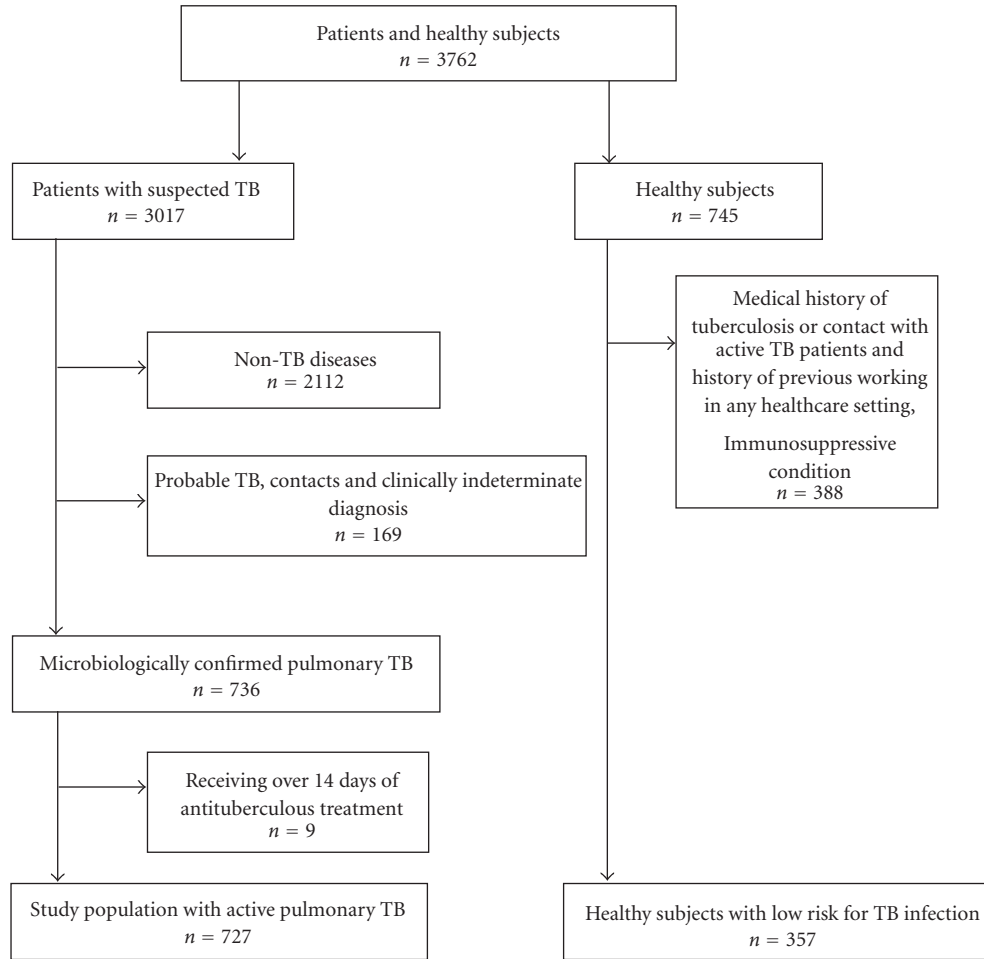 Patients and healthy subjects
n = 3762
Patients with suspected TB
n = 3017
Healthy subjects
n = 745
Non-TB diseases
n = 2112
Medical history of
tuberculosis or contact with
active TB patients and
history of previous working
in any healthcare setting,
Immunosuppressive
condition
n = 388
Probable TB, contacts and clinically indeterminate
diagnosis
n = 169
Microbiologically confirmed pulmonary TB
n = 736
Receiving over 14 days of
antituberculous treatment
n = 9
Study population with active pulmonary TB
n = 727
Healthy subjects with low risk for TB infection
n = 357